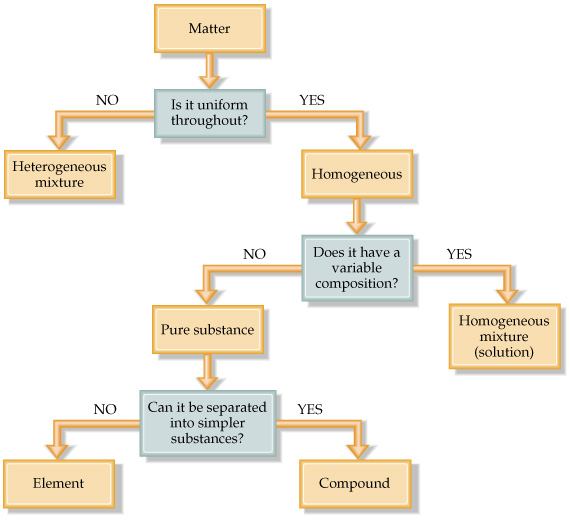 Matter
NO
Is it uniform
throughout?
YES
Heterogeneous
mixture
Homogeneous
NO
Does it have a
variable
composition?
YES
Pure substance
Homogeneous
mixture
(solution)
NO
Can it be separated
into simpler
substances?
YES
Element
Compound